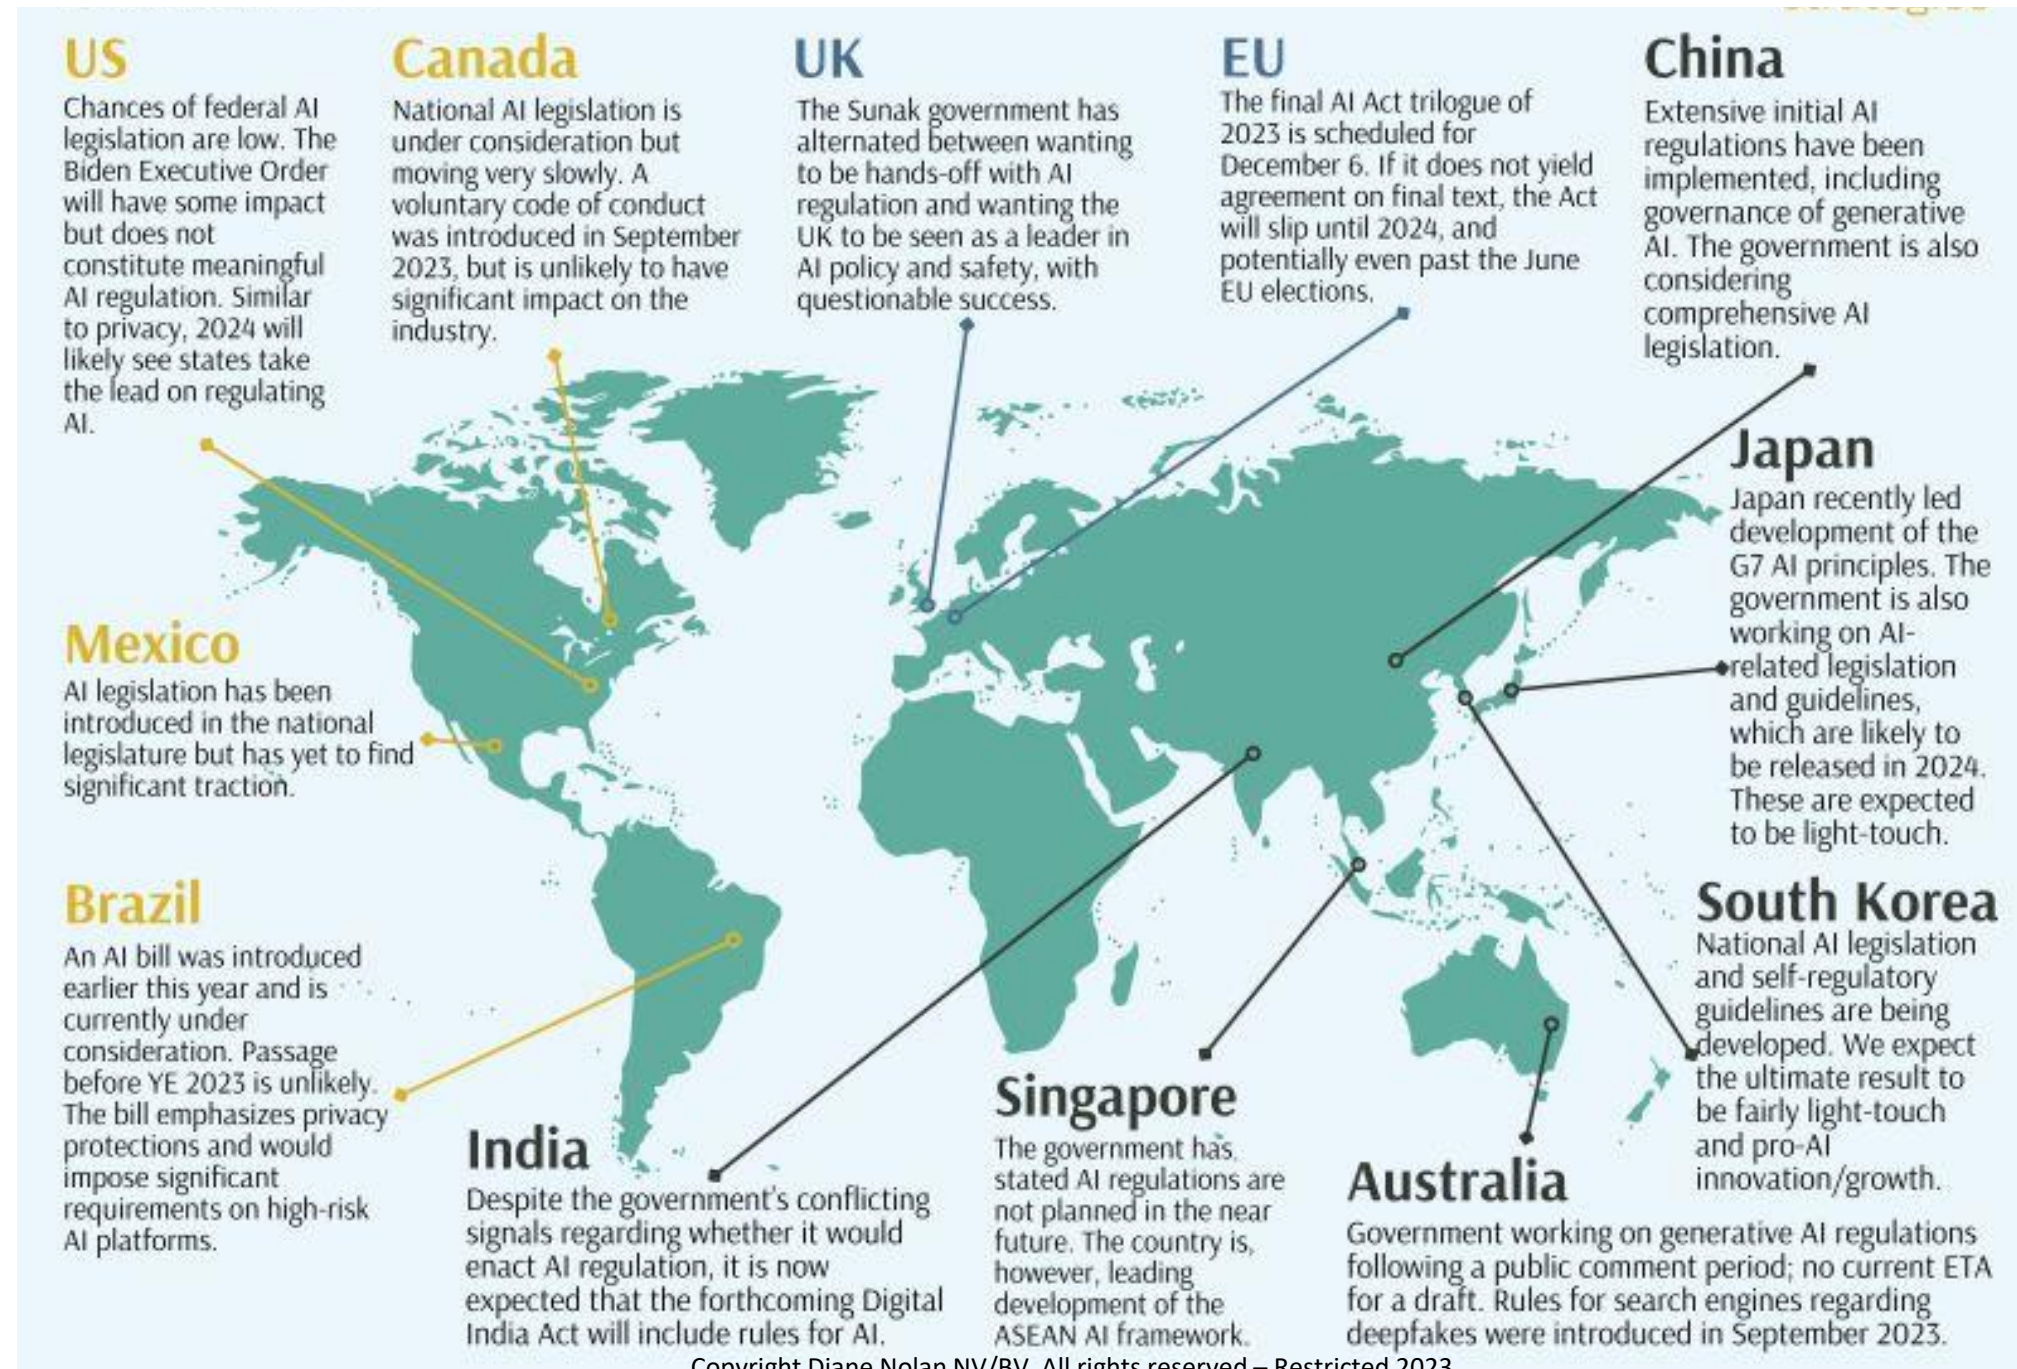 US
Chances of federal AI
legislation are low. The
Biden Executive Order
will have some impact
but does not
constitute meaningful
AI regulation. Similar
to privacy, 2024 will
likely see states take
the lead on regulating
AI.
Canada
National AI legislation is
under consideration but
moving very slowly. A
voluntary code of conduct
was introduced in September
2023, but is unlikely to have
significant impact on the
industry.
UK
The Sunak government has
alternated between wanting
to be hands-off with AI
regulation and wanting the
UK to be seen as a leader in
AI policy and safety, with
questionable success.
EU
The final AI Act trilogue of
2023 is scheduled for
December 6. If it does not yield
agreement on final text, the Act
will slip until 2024, and
potentially even past the June
EU elections.
China
Extensive initial AI
regulations have been
implemented, including
governance of generative
AI. The government is also
considering
comprehensive AI
legislation.
Japan
Japan recently led
development of the
G7 AI principles. The
government is also
working on AI-
related legislation
and guidelines,
which are likely to
be released in 2024.
These are expected
to be light-touch.
Mexico
AI legislation has been
introduced in the national
legislature but has yet to find
significant traction.
Brazil
An AI bill was introduced
earlier this year and is
currently under
consideration. Passage
before YE 2023 is unlikely.
The bill emphasizes privacy
protections and would
impose significant
requirements on high-risk
AI platforms.
India
Despite the government's conflicting
signals regarding whether it would
enact AI regulation, it is now
expected that the forthcoming Digital
India Act will include rules for AI.
Singapore
The government has
stated AI regulations are
not planned in the near
future. The country is,
however, leading
development of the
ASEAN AI framework.
South Korea
National AI legislation
and self-regulatory
guidelines are being
developed. We expect
the ultimate result to
be fairly light-touch
and pro-AI
innovation/growth.
Australia
Government working on generative AI regulations
following a public comment period; no current ETA
for a draft. Rules for search engines regarding
deepfakes were introduced in September 2023.
Copyright Diane Nolan NV/BV. All rights reserved – Restricted 2023